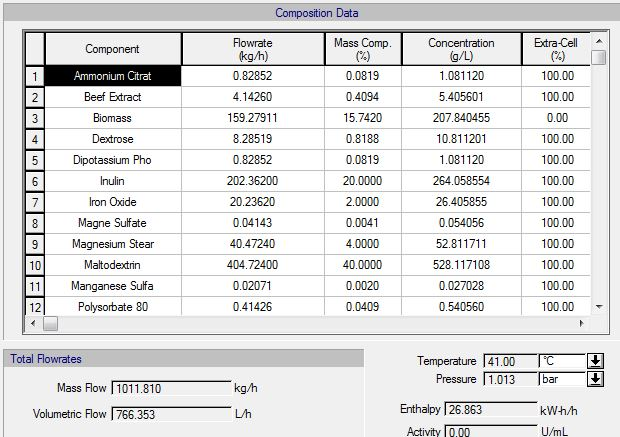 Composition Data
Component Flowrate (kg/h) Mass Comp. (%) Concentration (g/L) Extra-Cell (%)
1 Ammonium Citrat 0.82852 0.0819 1.081120 100.00
2 Beef Extract 4.14260 0.4094 5.405601 100.00
3 Biomass 159.27911 15.7420 207.840455 0.00
4 Dextrose 8.28519 0.8188 10.811201 100.00
5 Dipotassium Pho 0.82852 0.0819 1.081120 100.00
6 Inulin 202.36200 20.0000 264.058554 100.00
7 Iron Oxide 20.23620 2.0000 26.405855 100.00
8 Magne Sulfate 0.04143 0.0041 0.054056 100.00
9 Magnesium Stear 40.47240 4.0000 52.811711 100.00
10 Maltodextrin 404.72400 40.0000 528.117108 100.00
11 Manganese Sulfa 0.02071 0.0020 0.027028 100.00
12 Polysorbate 80 0.41426 0.0409 0.540560 100.00
Total Flowrates
Mass Flow 1011.810 kg/h
Volumetric Flow 766.353 L/h
Temperature 41.00 °C
Pressure 1.013 bar
Enthalpy 26.863 kW-h/h
Activity 0.00 U/mL